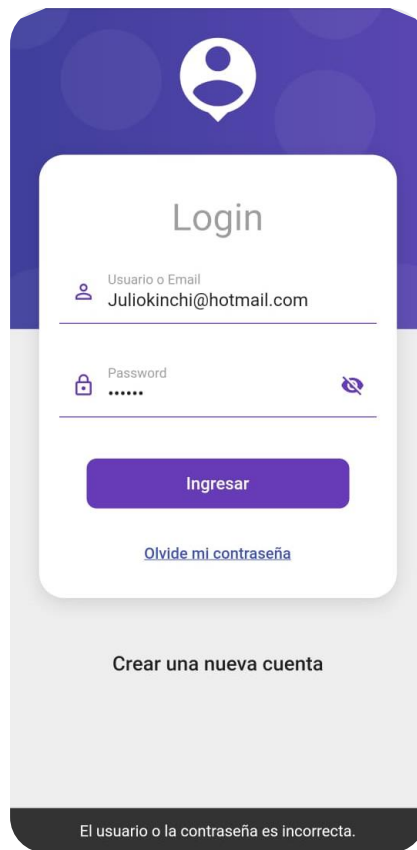 Login
Usuario o Email
Juliokinchi@hotmail.com
Password
••••••
Ingresar
Olvide mi contraseña
Crear una nueva cuenta
El usuario o la contraseña es incorrecta.